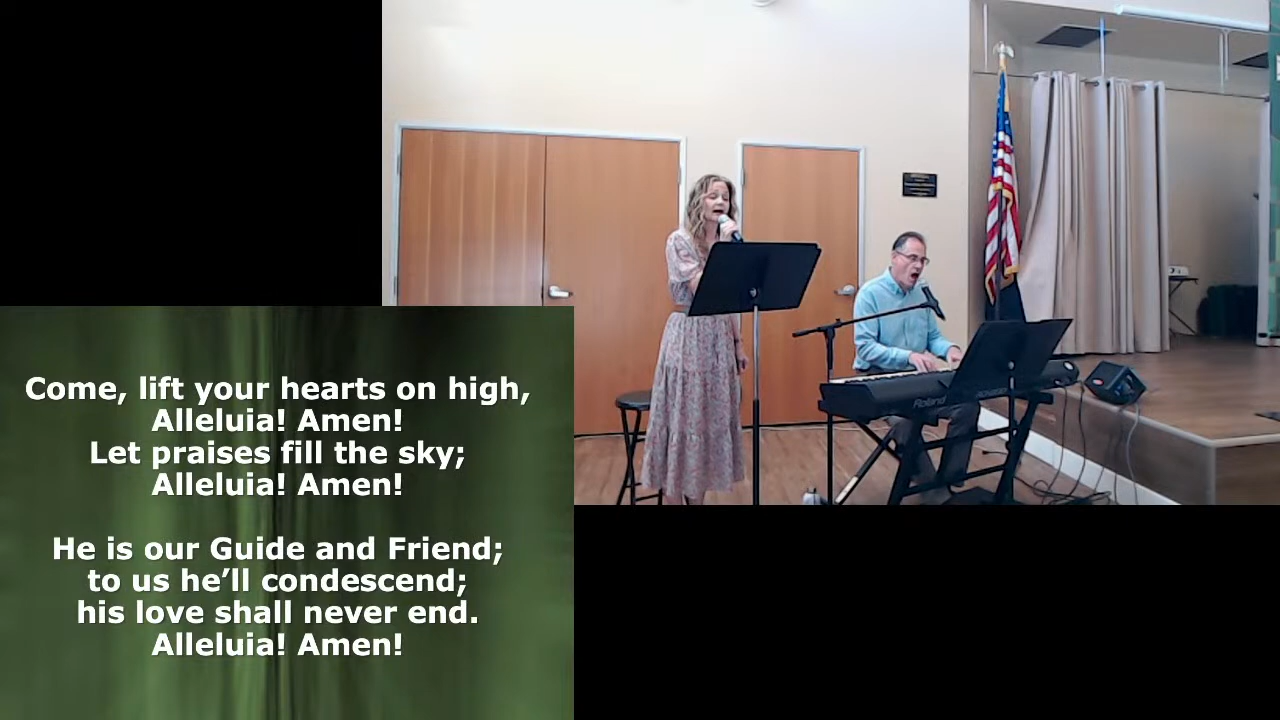 Come, lift your hearts on high,
Alleluia! Amen!
Let praises fill the sky;
Alleluia! Amen!
He is our Guide and Friend;
to us he’ll condescend;
his love shall never end.
Alleluia! Amen!
Roland